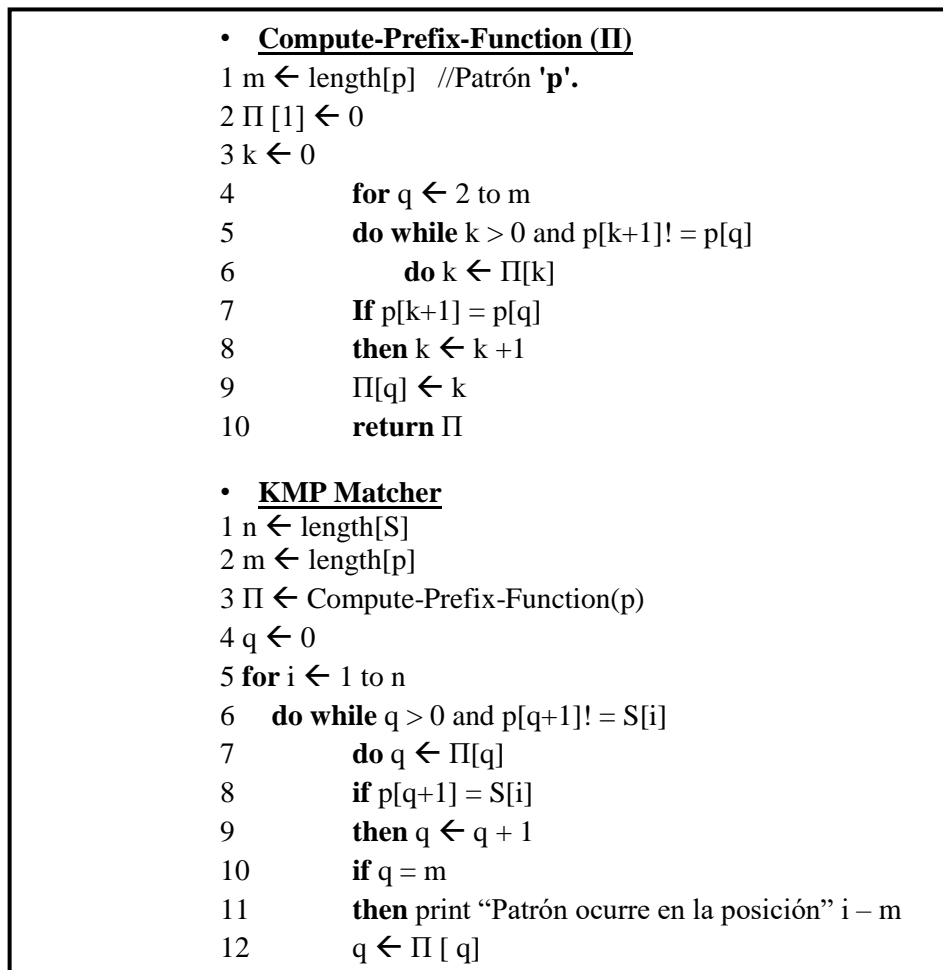 • Compute-Prefix-Function (Π)
1 m ← length[p] //Patrón 'p'.
2 Π [1] ← 0
3 k ← 0
4 for q ← 2 to m
5 do while k > 0 and p[k+1]! = p[q]
6 do k ← Π[k]
7 If p[k+1] = p[q]
8 then k ← k +1
9 Π[q] ← k
10 return Π
• KMP Matcher
1 n ← length[S]
2 m ← length[p]
3 Π ← Compute-Prefix-Function(p)
4 q ← 0
5 for i ← 1 to n
6 do while q > 0 and p[q+1]! = S[i]
7 do q ← Π[q]
8 if p[q+1] = S[i]
9 then q ← q + 1
10 if q = m
11 then print “Patrón ocurre en la posición” i – m
12 q ← Π [ q]